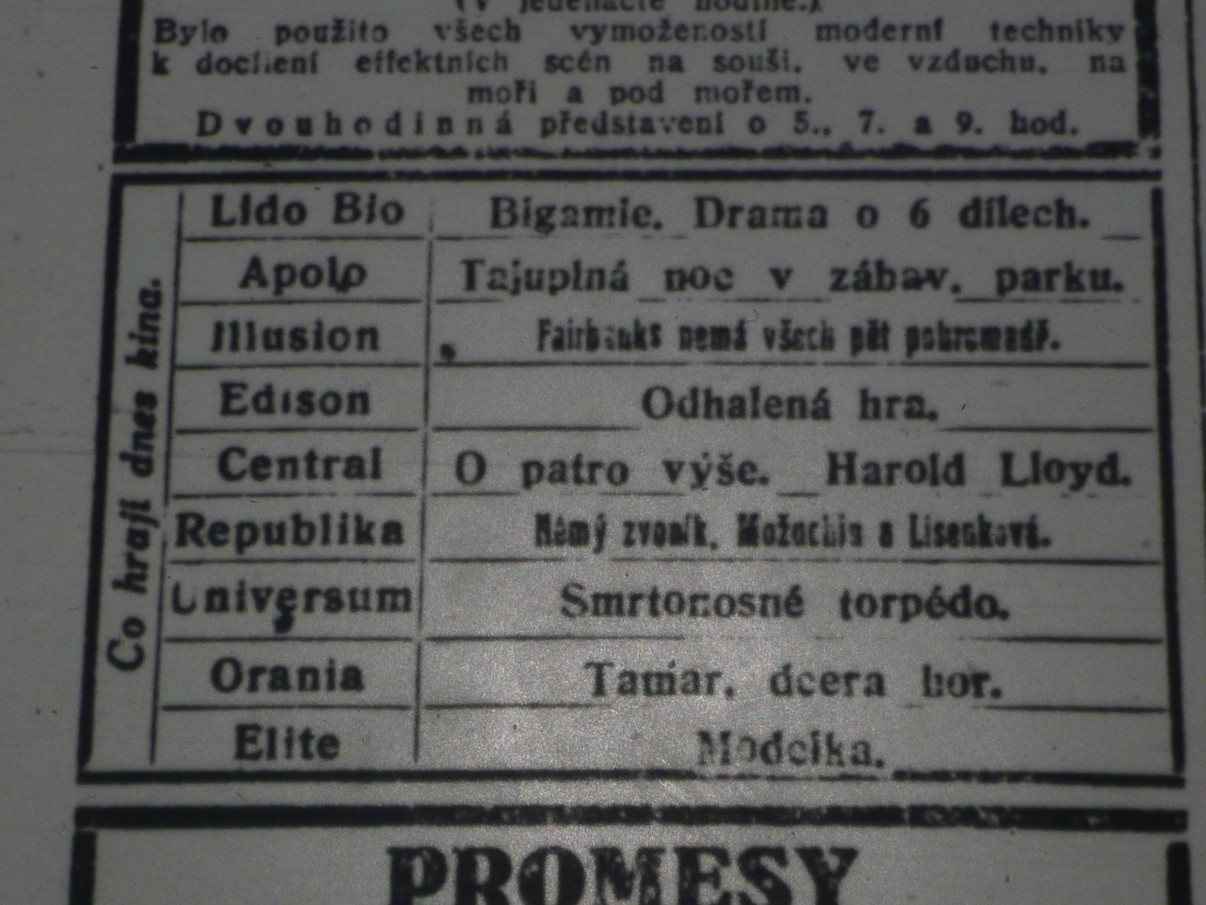 (v jedenácté hodině.)
Bylo použito všech vymožeností moderní techniky
k docílení effektních scén na souši, ve vzduchu, na
moři a pod mořem.
Dvouhodinná představení o 5., 7. a 9. hod.
Co hrají dnes kina.
Lido Bio Bigamie. Drama o 6 dílech.
Apolo Tajuplná noc v zábav. parku.
Illusion Fairbanks nemá všech pět pohromadě.
Edison Odhalená hra.
Central O patro výše. Harold Lloyd.
Republika Němý zvoník. Možuchin a Lisenková.
Universum Smrtonosné torpédo.
Orania Tamar, dcera hor.
Elite Modelka.
PROMESY